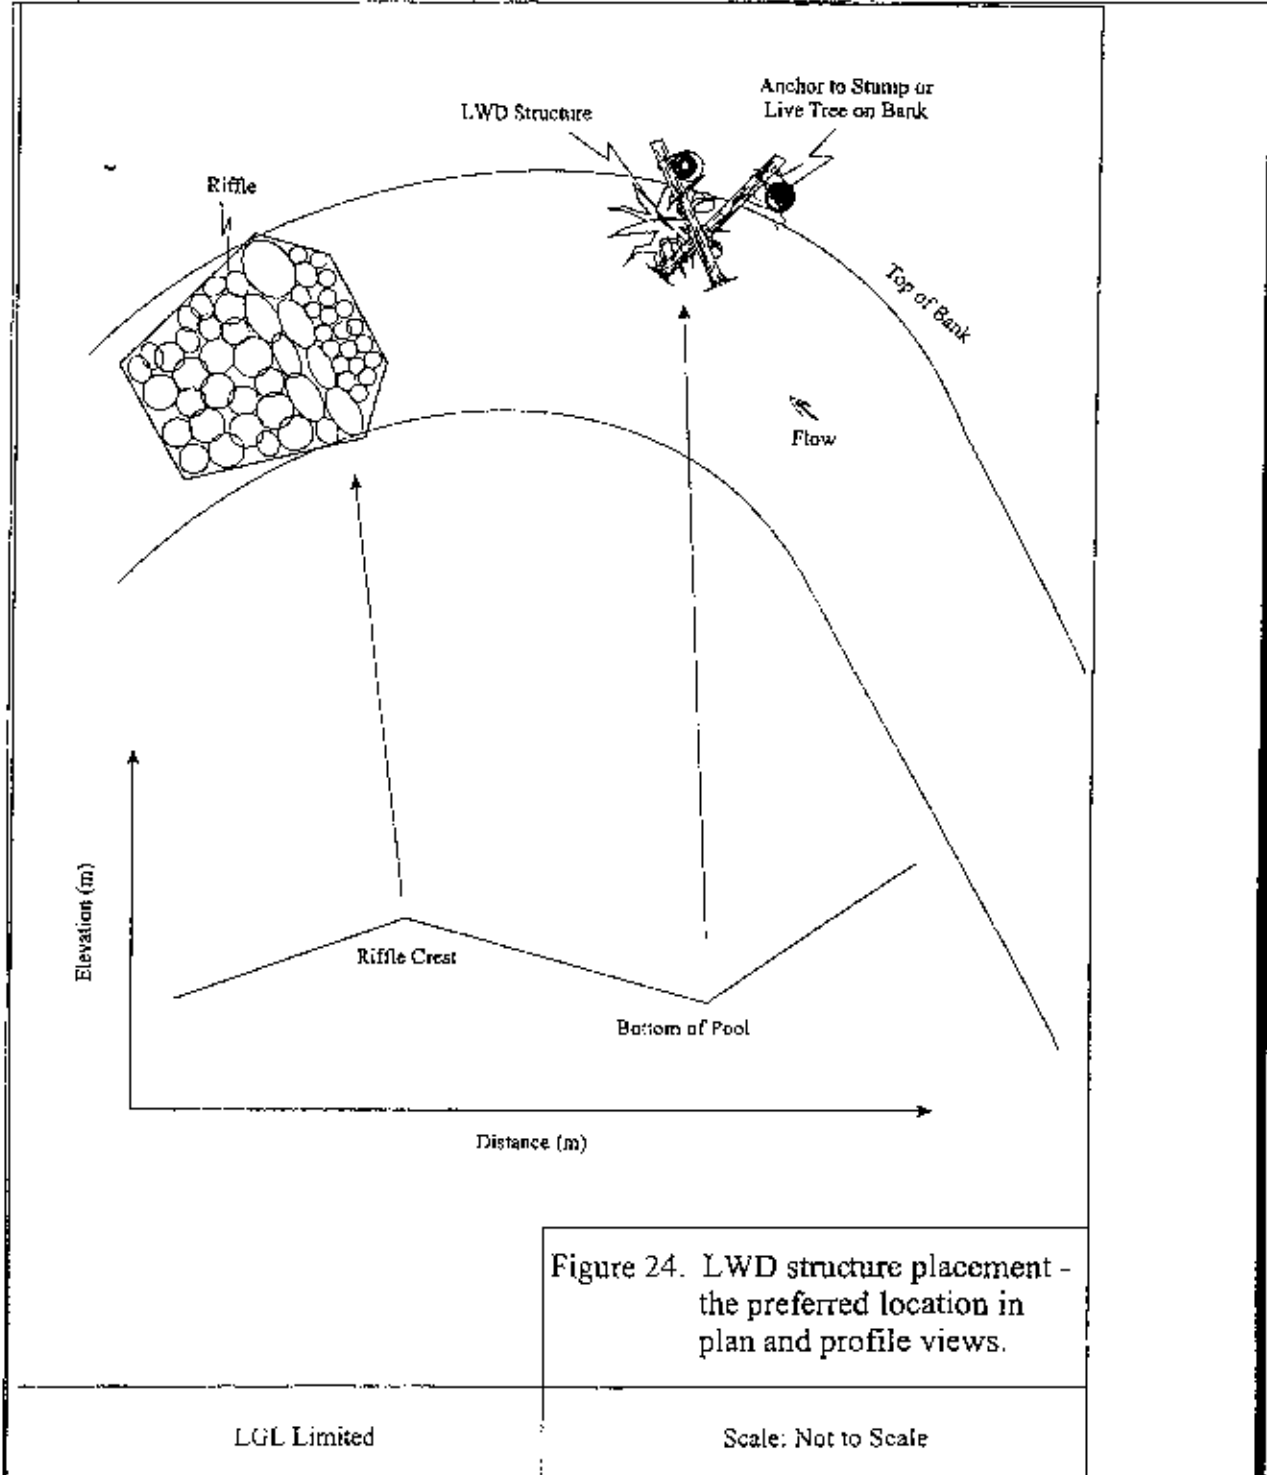 Anchor to Stump or
Live Tree on Bank
LWD Structure
Riffle
Top of Bank
Flow
Elevation (m)
Riffle Crest
Bottom of Pool
Distance (m)
Figure 24. LWD structure placement -
the preferred location in
plan and profile views.
LGL Limited
Scale: Not to Scale